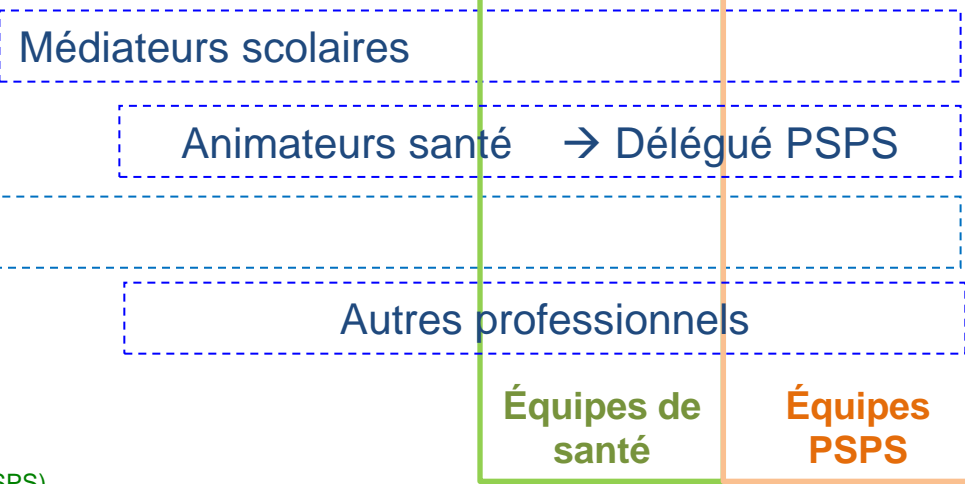 Médiateurs scolaires
Animateurs santé → Délégué PSPS
Autres professionnels
Équipes de
santé
Équipes
PSPS